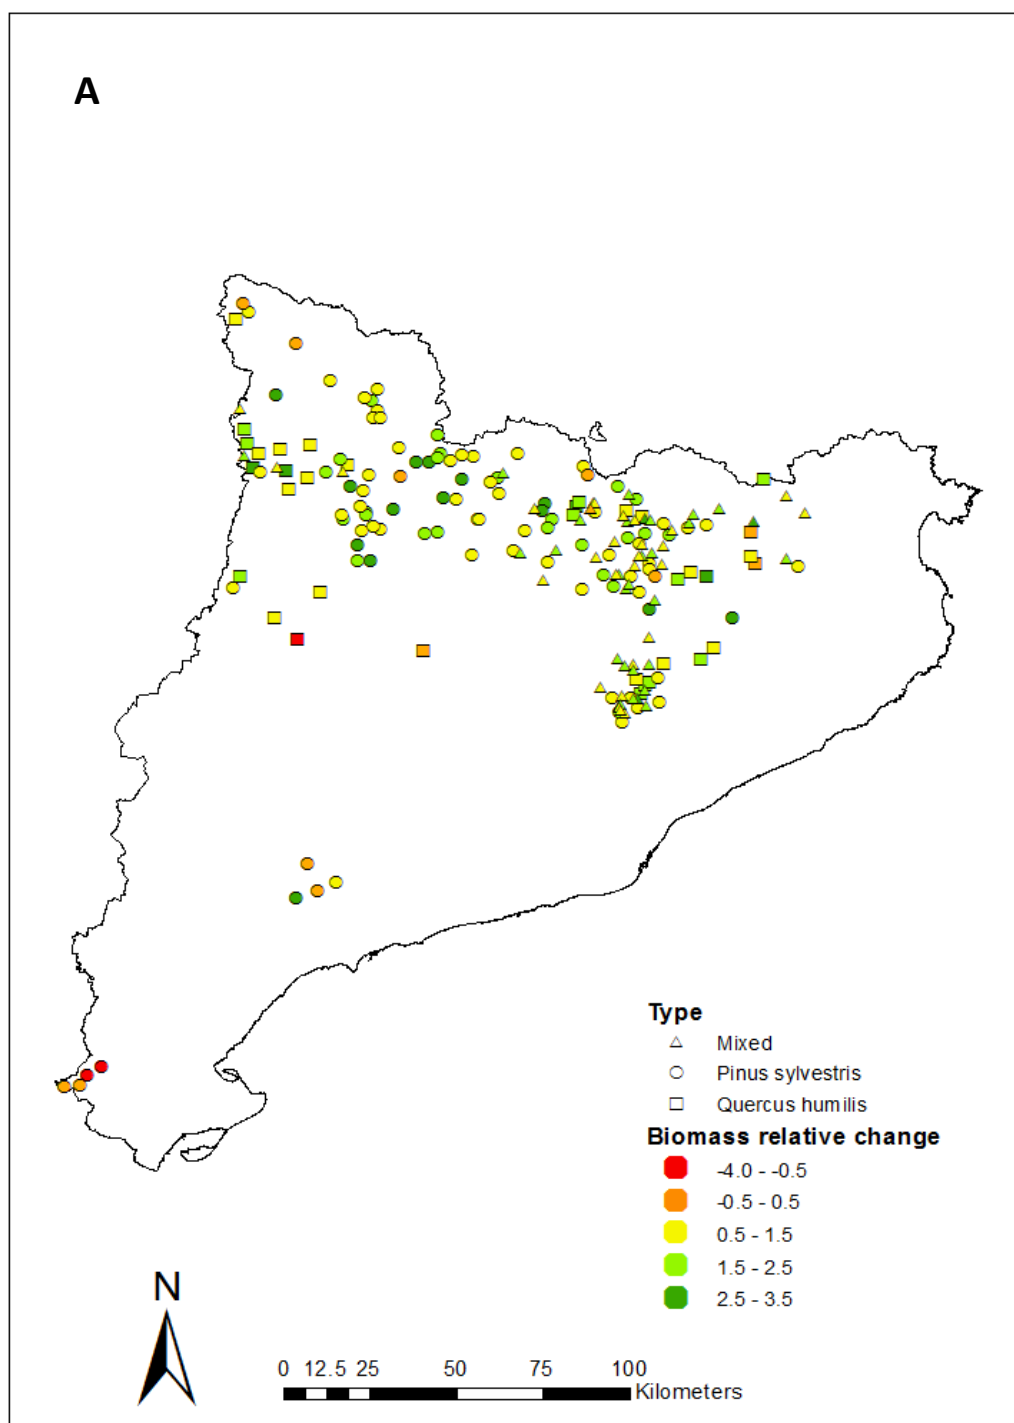 A
Type
Mixed
Pinus sylvestris
Quercus humilis
Biomass relative change
-4.0 - -0.5
-0.5 - 0.5
0.5 - 1.5
1.5 - 2.5
2.5 - 3.5
N
0 12.5 25 50 75 100
Kilometers